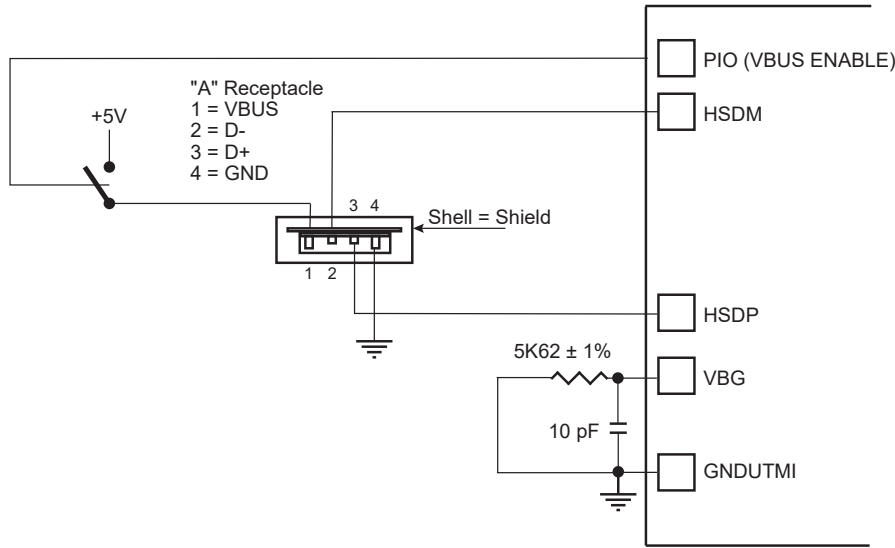 PIO (VBUS ENABLE)
"A" Receptacle
1 = VBUS
2 = D-
3 = D+
4 = GND
+5V
HSDM
3 4
Shell = Shield
1 2
HSDP
5K62 ± 1%
VBG
10 pF
GNDUTMI